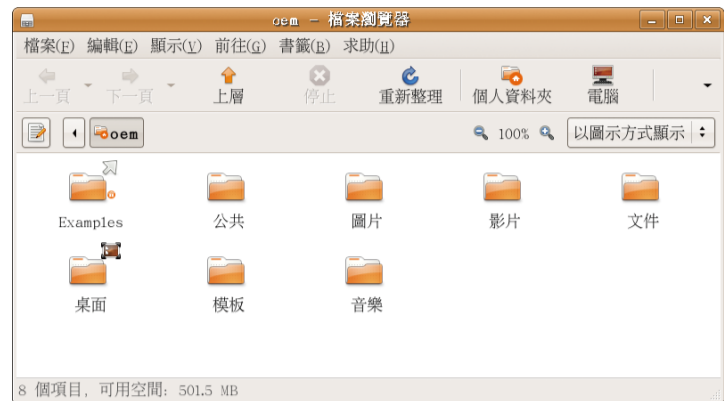 oem － 檔案瀏覽器
檔案(F) 編輯(E) 顯示(V) 前往(G) 書籤(B) 求助(H)
上一頁 下一頁 上層 停止 重新整理 個人資料夾 電腦
oem 100% 以圖示方式顯示
Examples 公共 圖片 影片 文件
桌面 模板 音樂
8 個項目, 可用空間: 501.5 MB